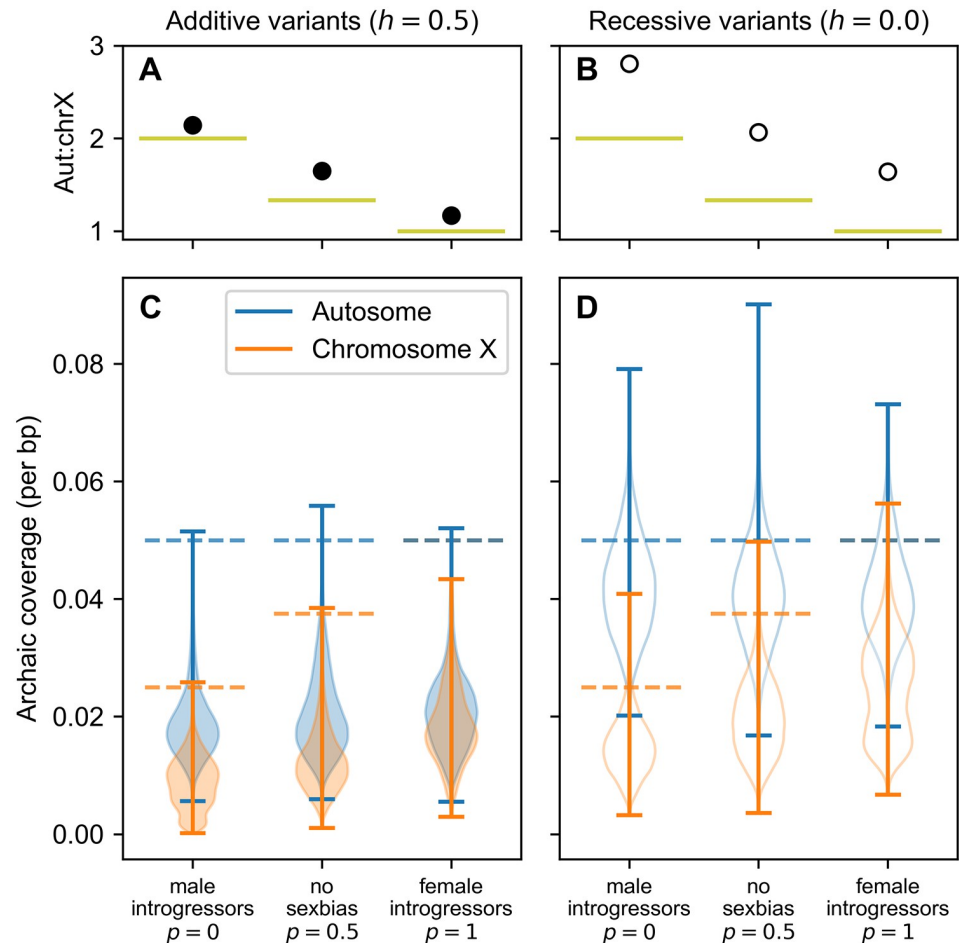 Additive variants (h = 0.5)
Recessive variants (h = 0.0)
A
B
Aut:chrX
3
2
1
C
D
Autosome
Chromosome X
Archaic coverage (per bp)
0.08
0.06
0.04
0.02
0.00
male
introgressors
p = 0
no
sexbias
p = 0.5
female
introgressors
p = 1
male
introgressors
p = 0
no
sexbias
p = 0.5
female
introgressors
p = 1